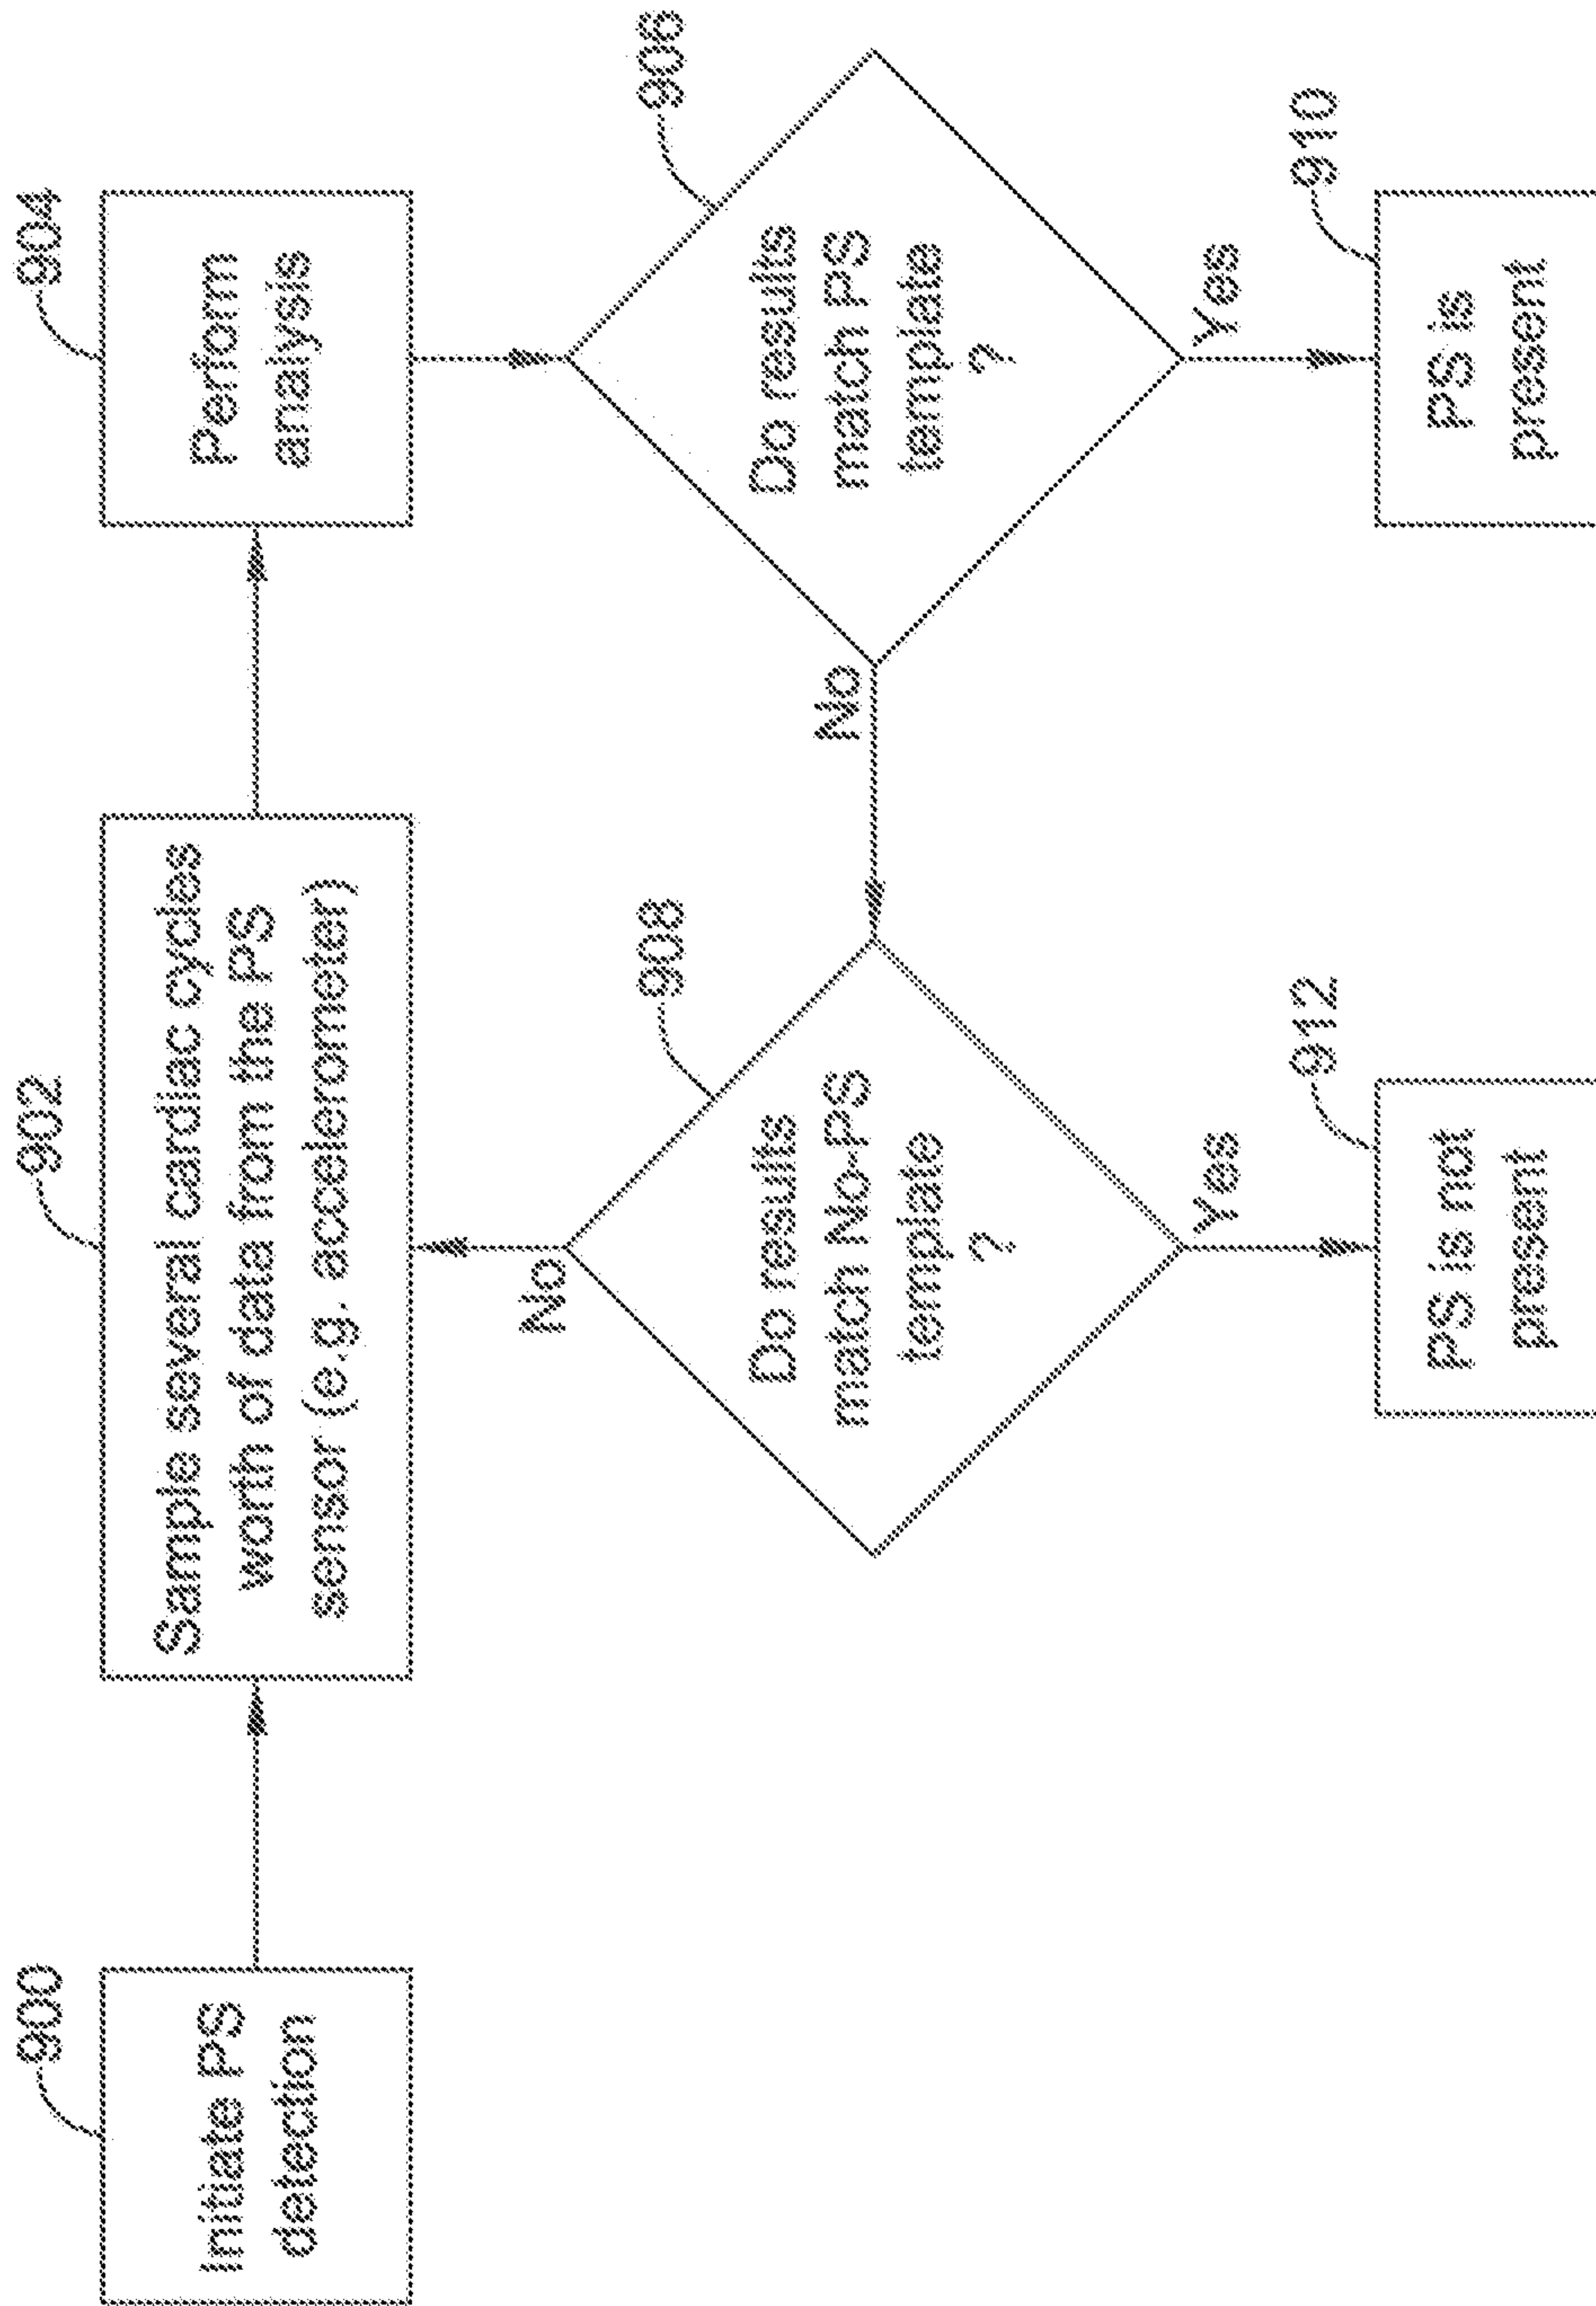 900
Initiate PS
detection
902
Sample several cardiac cycles
worth of data from the PS
sensor (e.g. accelerometer)
904
Perform
analysis
906
Do results
match PS
template
?
No
Yes
908
Do results
match No-PS
template
?
No
Yes
910
PS is
present
912
PS is not
present